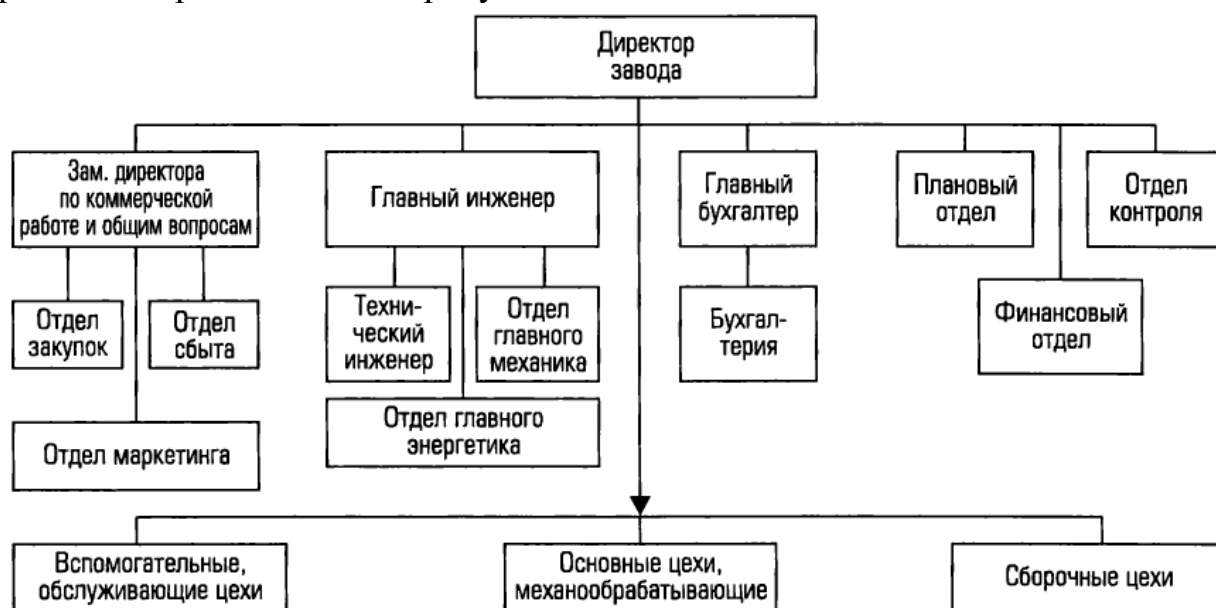 Директор
завода
Зам. директора
по коммерческой
работе и общим вопросам
Главный инженер
Главный
бухгалтер
Плановый
отдел
Отдел
контроля
Отдел
закупок
Отдел
сбыта
Техни-
ческий
инженер
Отдел
главного
механика
Бухгал-
терия
Финансовый
отдел
Отдел маркетинга
Отдел главного
энергетика
Вспомогательные,
обслуживающие цехи
Основные цехи,
механообрабатывающие
Сборочные цехи